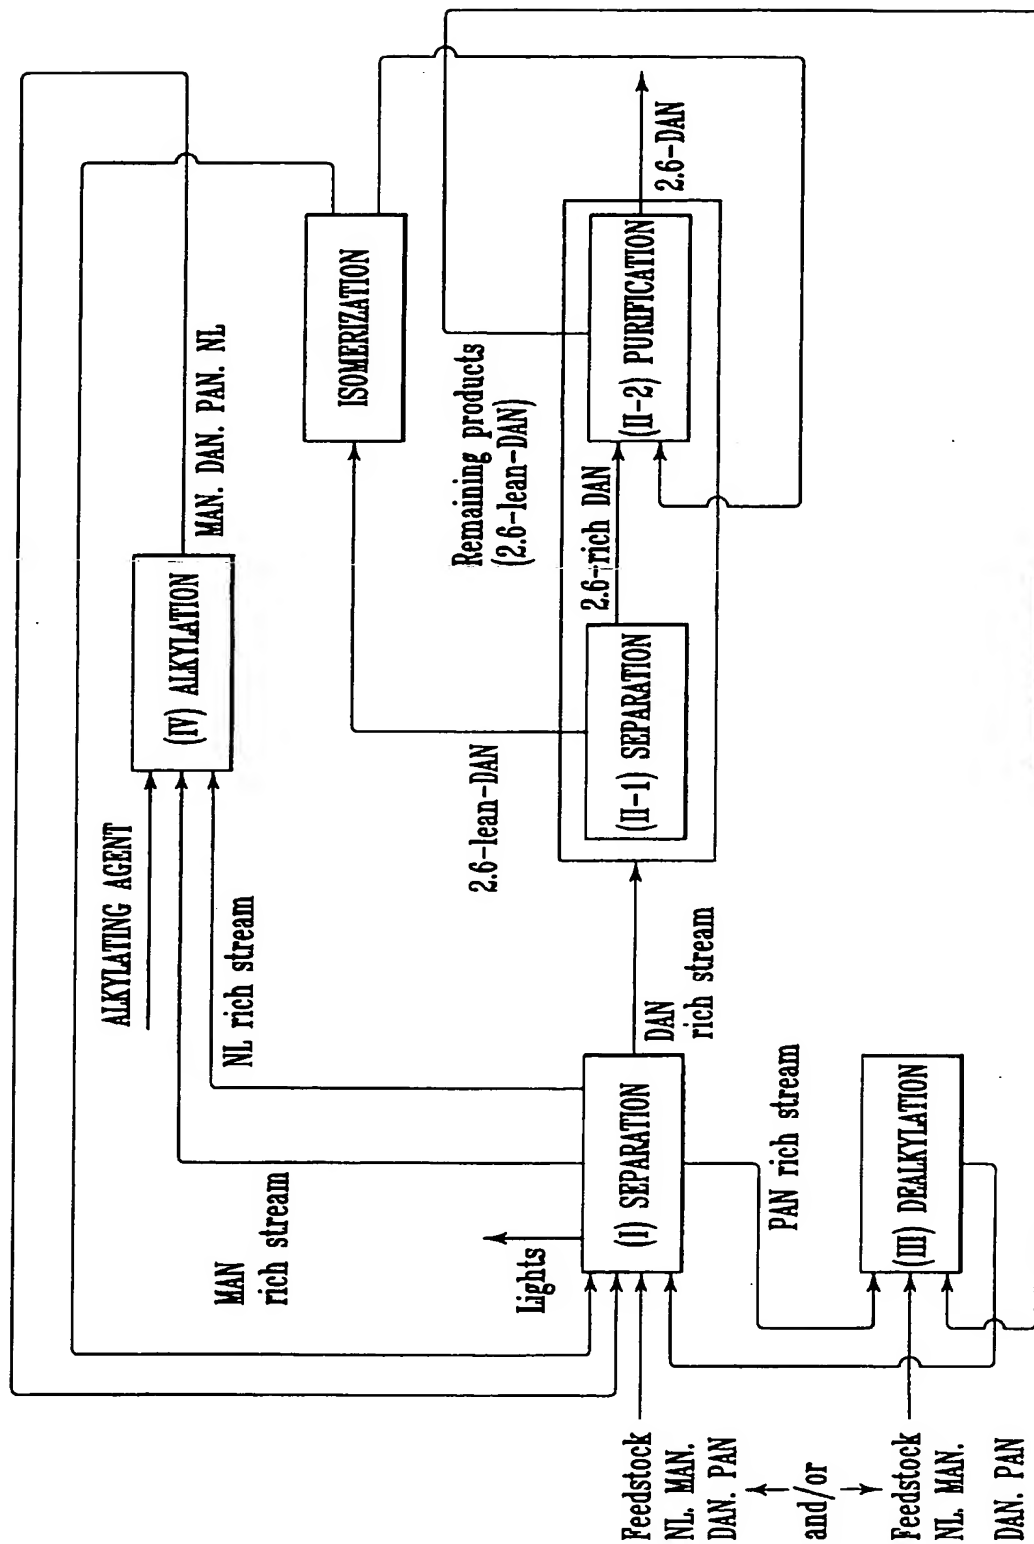 ALKYLATING AGENT
(IV) ALKYLATION
MAN. DAN. PAN. NL
MAN
rich stream
NL rich stream
ISOMERIZATION
2.6-lean-DAN
Remaining products
(2.6-lean-DAN)
Lights
(I) SEPARATION
DAN
rich stream
(II-1) SEPARATION
2.6-rich DAN
(II-2) PURIFICATION
2.6-DAN
Feedstock
NL. MAN.
DAN. PAN
and/or
PAN rich stream
(III) DEALKYLATION
Feedstock
NL. MAN.
DAN. PAN